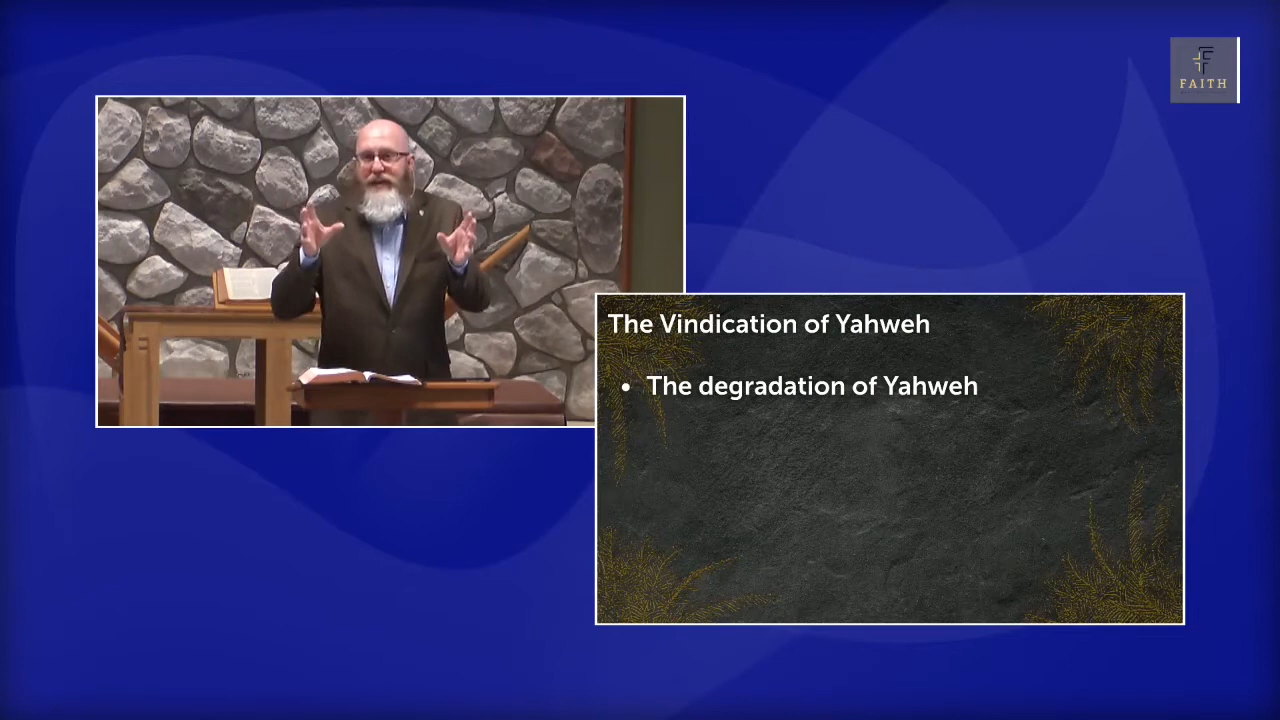 FAITH
The Vindication of Yahweh
• The degradation of Yahweh